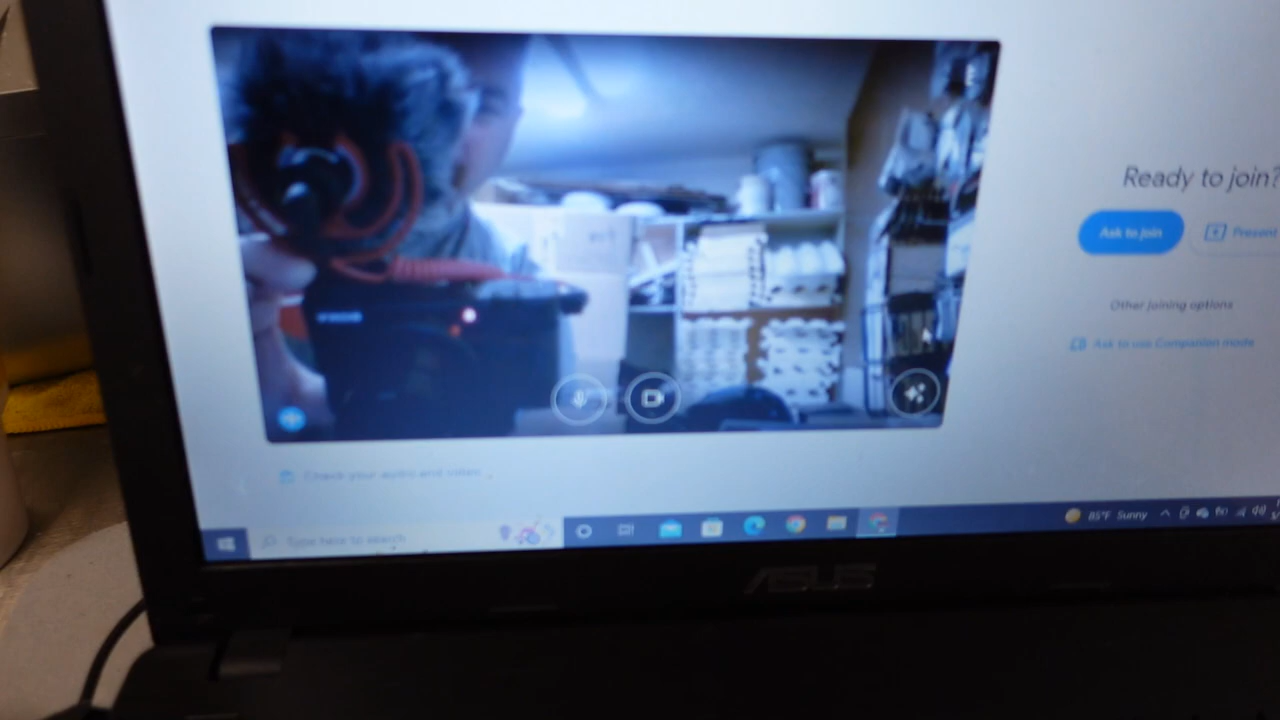 Ready to join?
Ask to join
Present
Other joining options
Ask to use Companion mode
Check your audio and video
Type here to search
85°F Sunny
ASUS